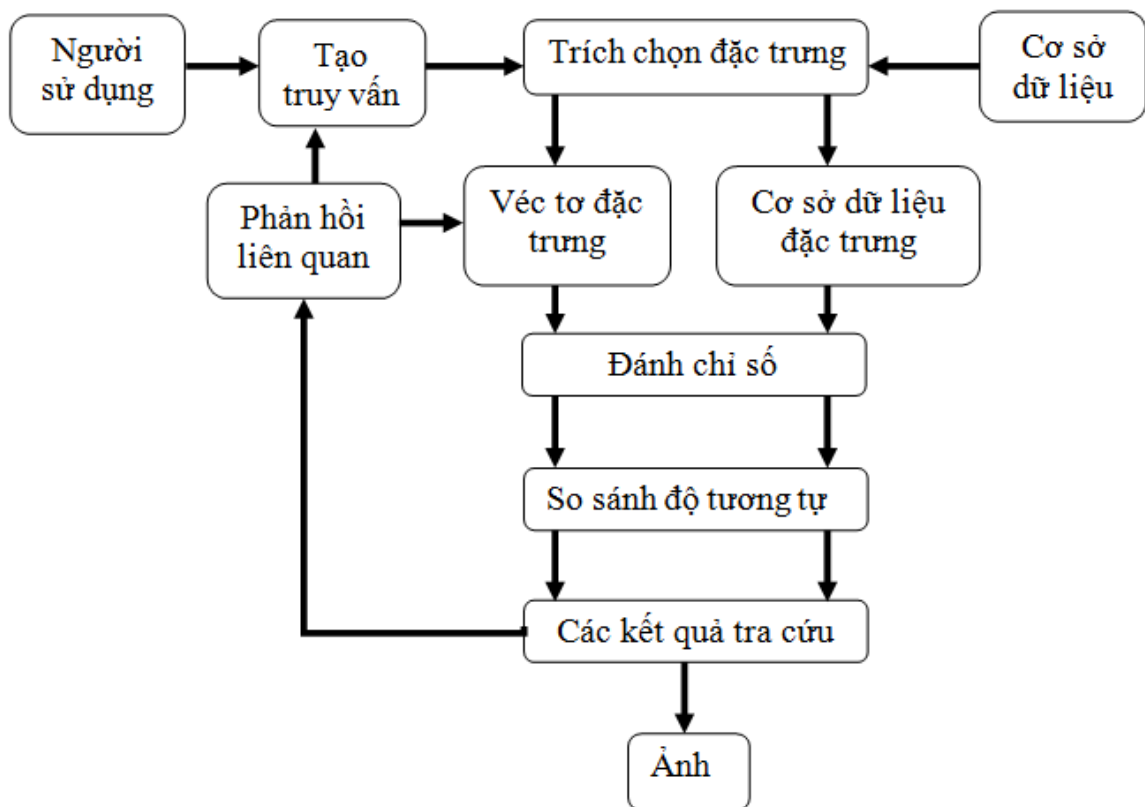 Người
sử dụng
Tạo
truy vấn
Trích chọn đặc trưng
Cơ sở
dữ liệu
Phản hồi
liên quan
Véc tơ đặc
trưng
Cơ sở dữ liệu
đặc trưng
Đánh chỉ số
So sánh độ tương tự
Các kết quả tra cứu
Ảnh